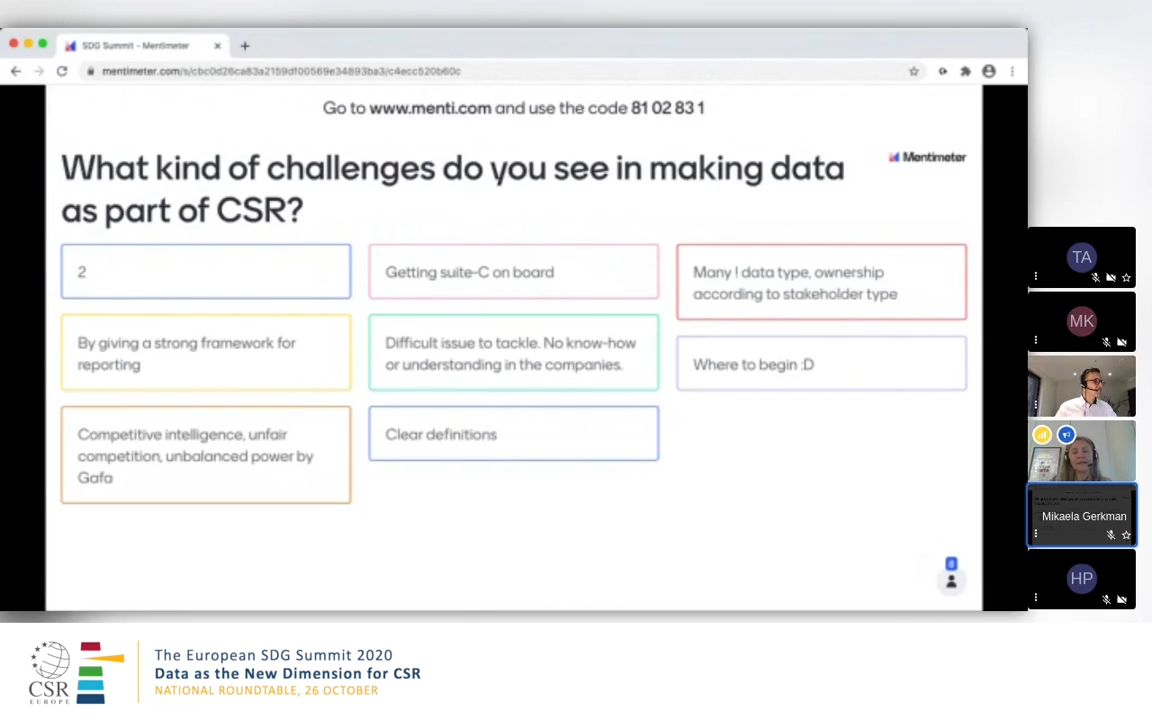 SDG Summit - Mentimeter
mentimeter.com/s/cbc0d26ca83a2159df00569e34893ba3/c4ecc520b60c
Go to www.menti.com and use the code 81 02 83 1
What kind of challenges do you see in making data
as part of CSR?
Mentimeter
2
Getting suite-C on board
Many ! data type, ownership
according to stakeholder type
By giving a strong framework for
reporting
Difficult issue to tackle. No know-how
or understanding in the companies.
Where to begin :D
Competitive intelligence, unfair
competition, unbalanced power by
Gafa
Clear definitions
8
TA
MK
Mikaela Gerkman
HP
CSR
EUROPE
The European SDG Summit 2020
Data as the New Dimension for CSR
NATIONAL ROUNDTABLE, 26 OCTOBER